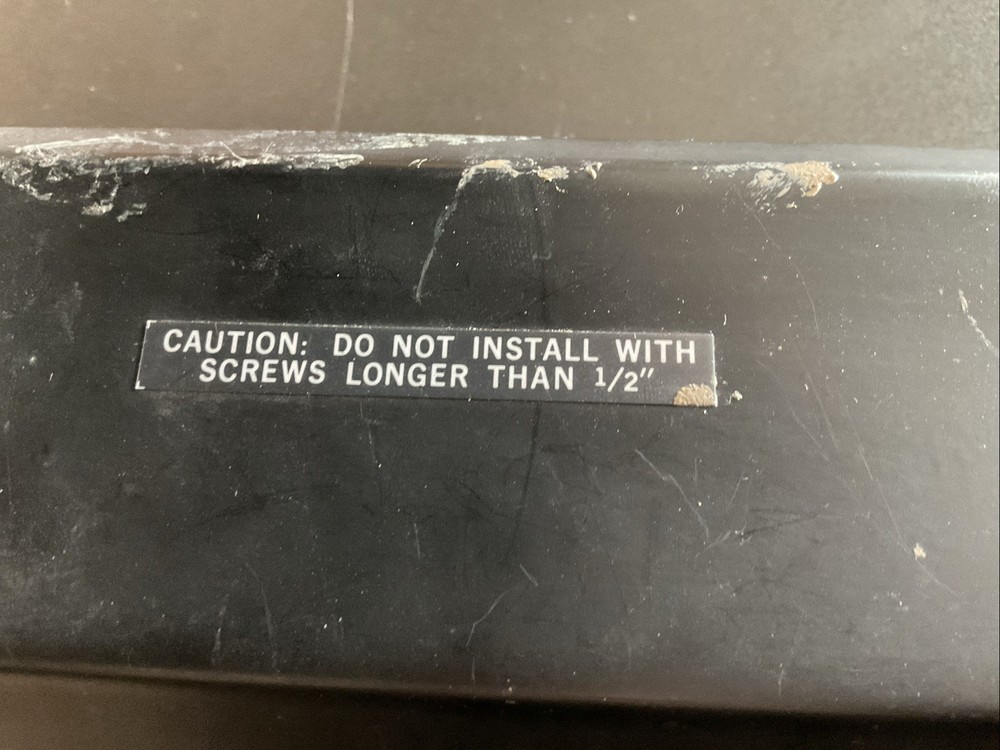 CAUTION: DO NOT INSTALL WITH
SCREWS LONGER THAN 1/2"